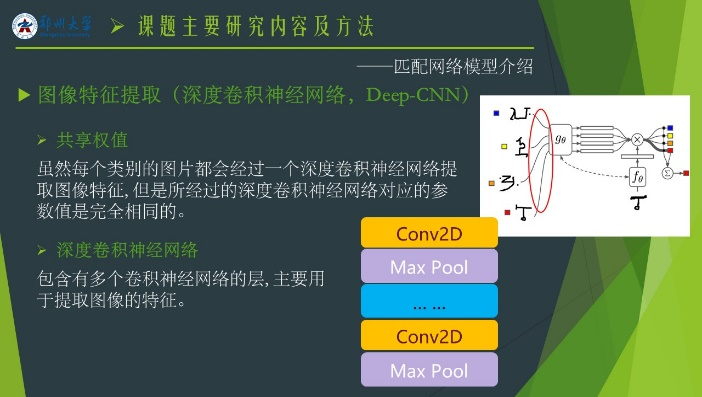 郑州大学
➢ 课题主要研究内容及方法
——匹配网络模型介绍
▶ 图像特征提取（深度卷积神经网络，Deep-CNN）
➢ 共享权值
虽然每个类别的图片都会经过一个深度卷积神经网络提
取图像特征,但是所经过的深度卷积神经网络对应的参
数值是完全相同的。
➢ 深度卷积神经网络
包含有多个卷积神经网络的层,主要用
于提取图像的特征。
Conv2D
Max Pool
... ...
Conv2D
Max Pool
gθ
fθ
×
Σ